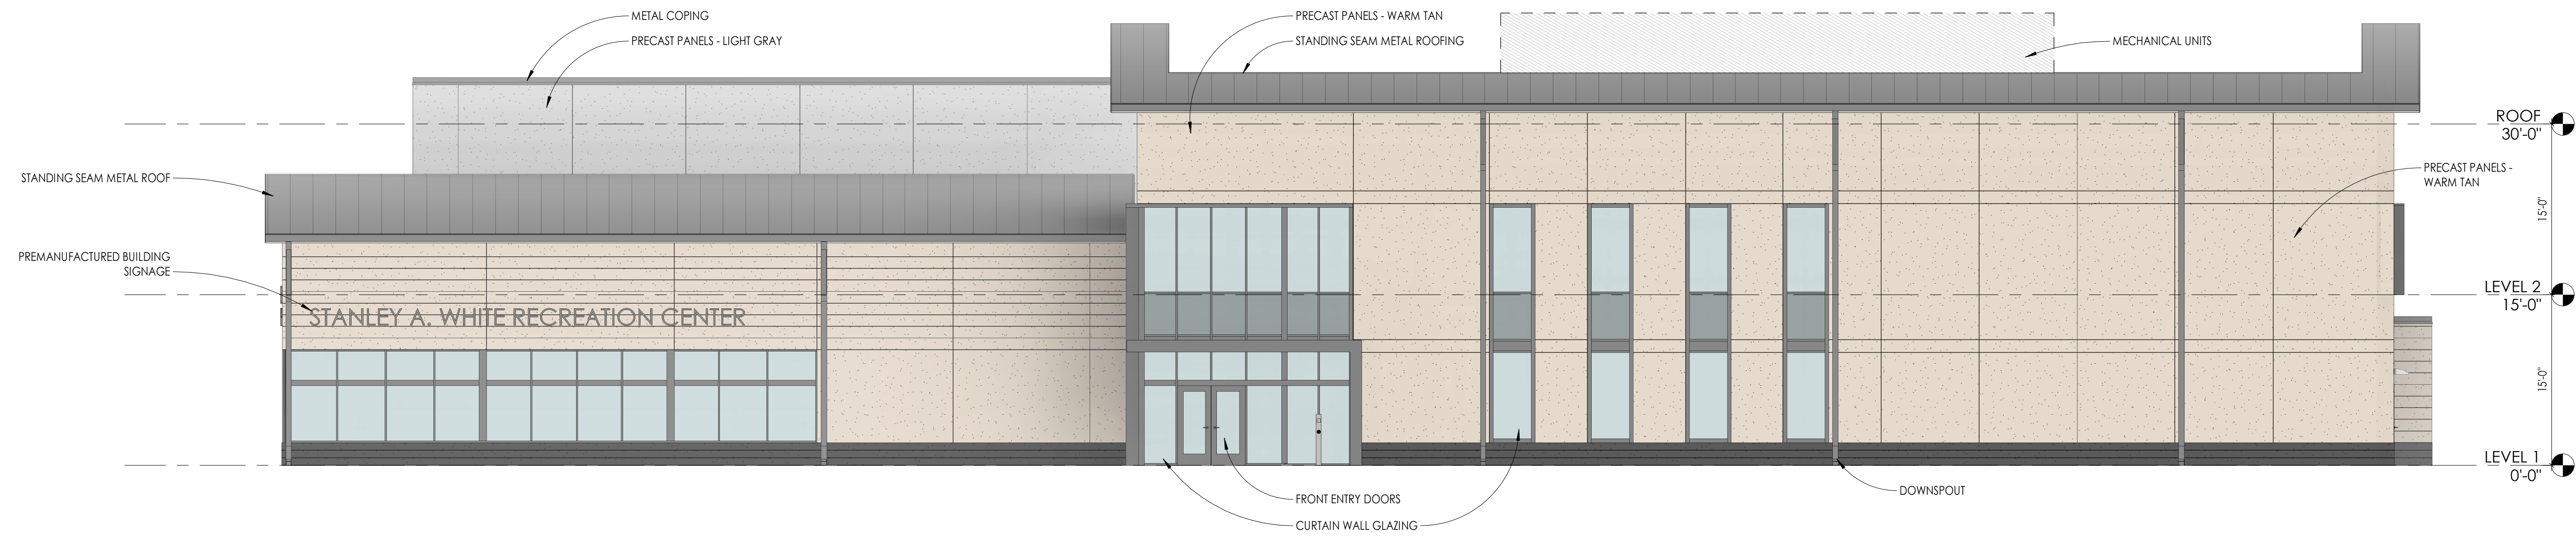 METAL COPING
PRECAST PANELS - LIGHT GRAY
PRECAST PANELS - WARM TAN
STANDING SEAM METAL ROOFING
MECHANICAL UNITS
ROOF
30'-0"
STANDING SEAM METAL ROOF
PRECAST PANELS -
WARM TAN
15'-0"
PREMANUFACTURED BUILDING
SIGNAGE
LEVEL 2
15'-0"
STANLEY A. WHITE RECREATION CENTER
15'-0"
LEVEL 1
0'-0"
FRONT ENTRY DOORS
DOWNSPOUT
CURTAIN WALL GLAZING